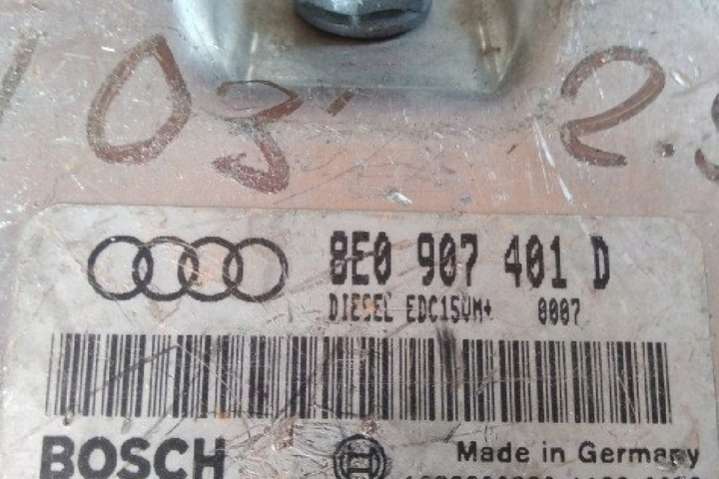 03' 2.5
8E0 907 401 D
DIESEL EDC15VM+ 0007
BOSCH
Made in Germany